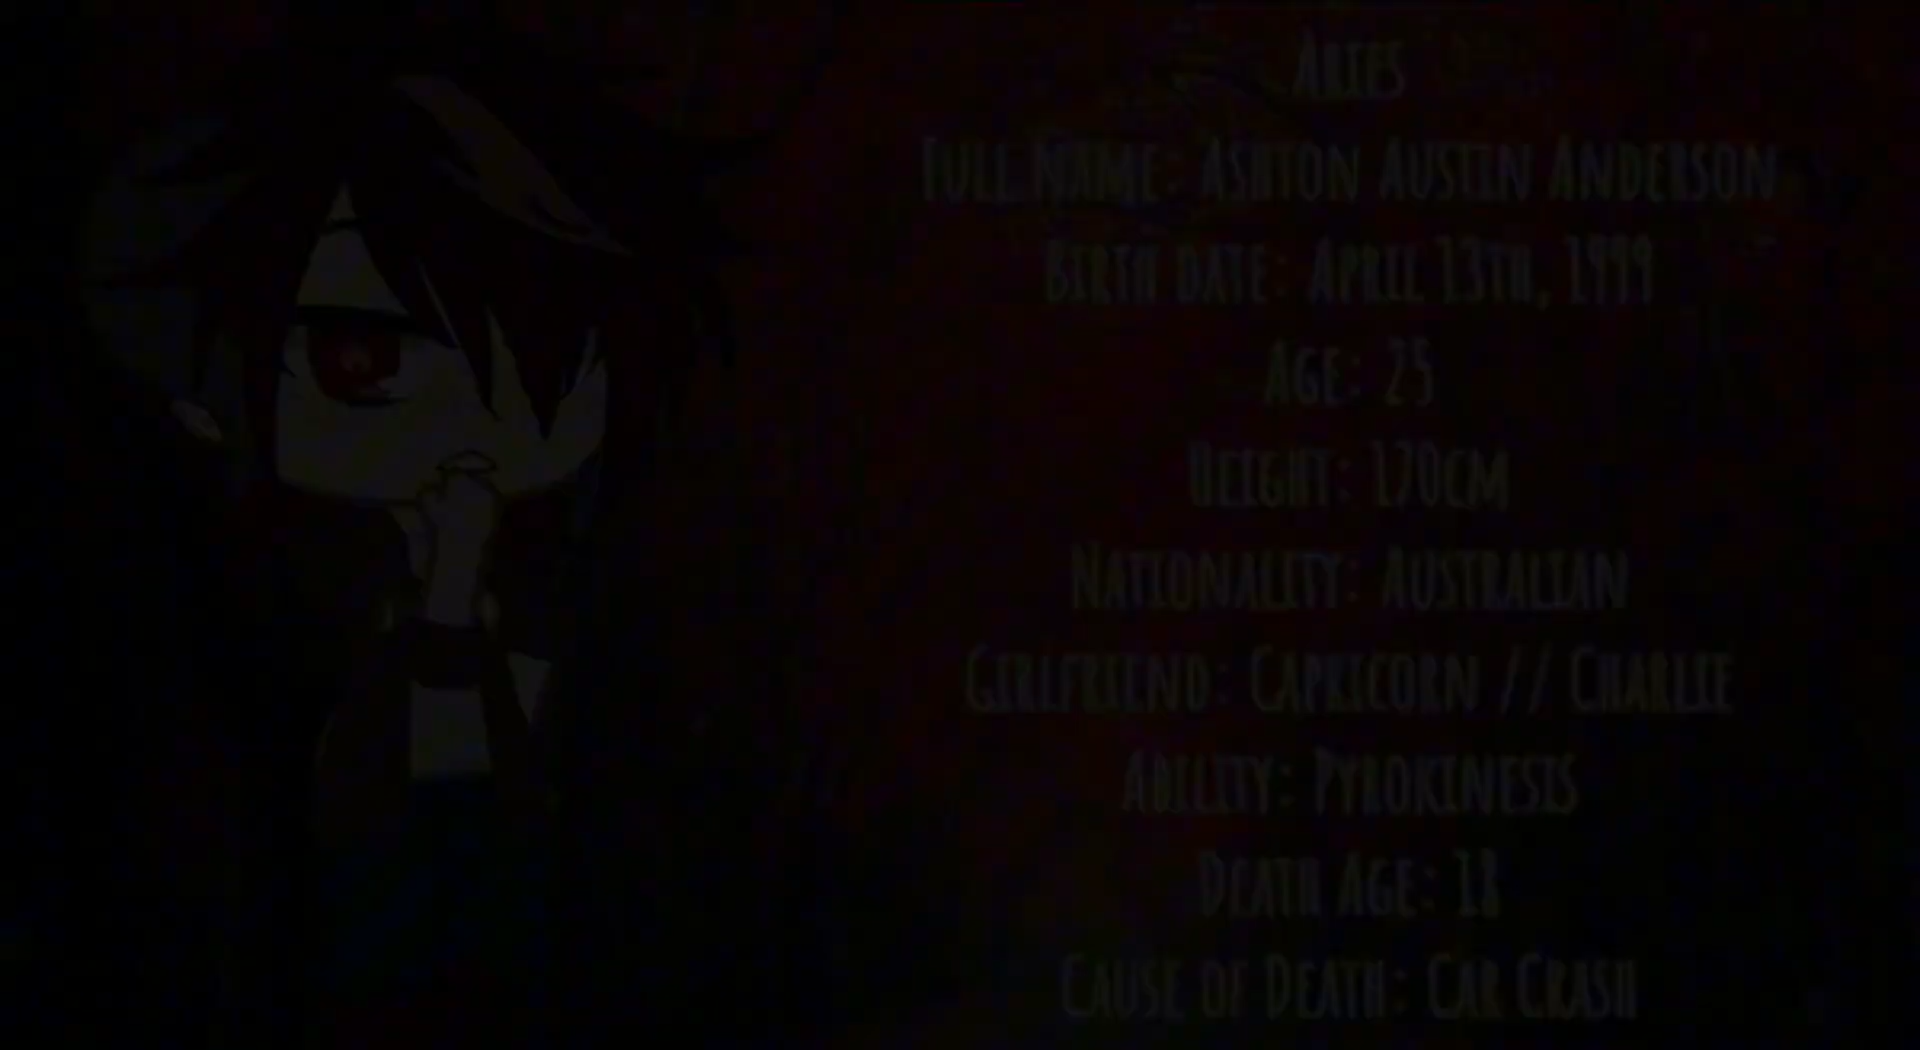 Aries
Full name: Ashton Austin Anderson
Birth date: April 13th, 1999
Age: 25
Height: 170cm
Nationality: Australian
Girlfriend: Capricorn // Charlie
Ability: Pyrokinesis
Death Age: 18
Cause of Death: Car Crash